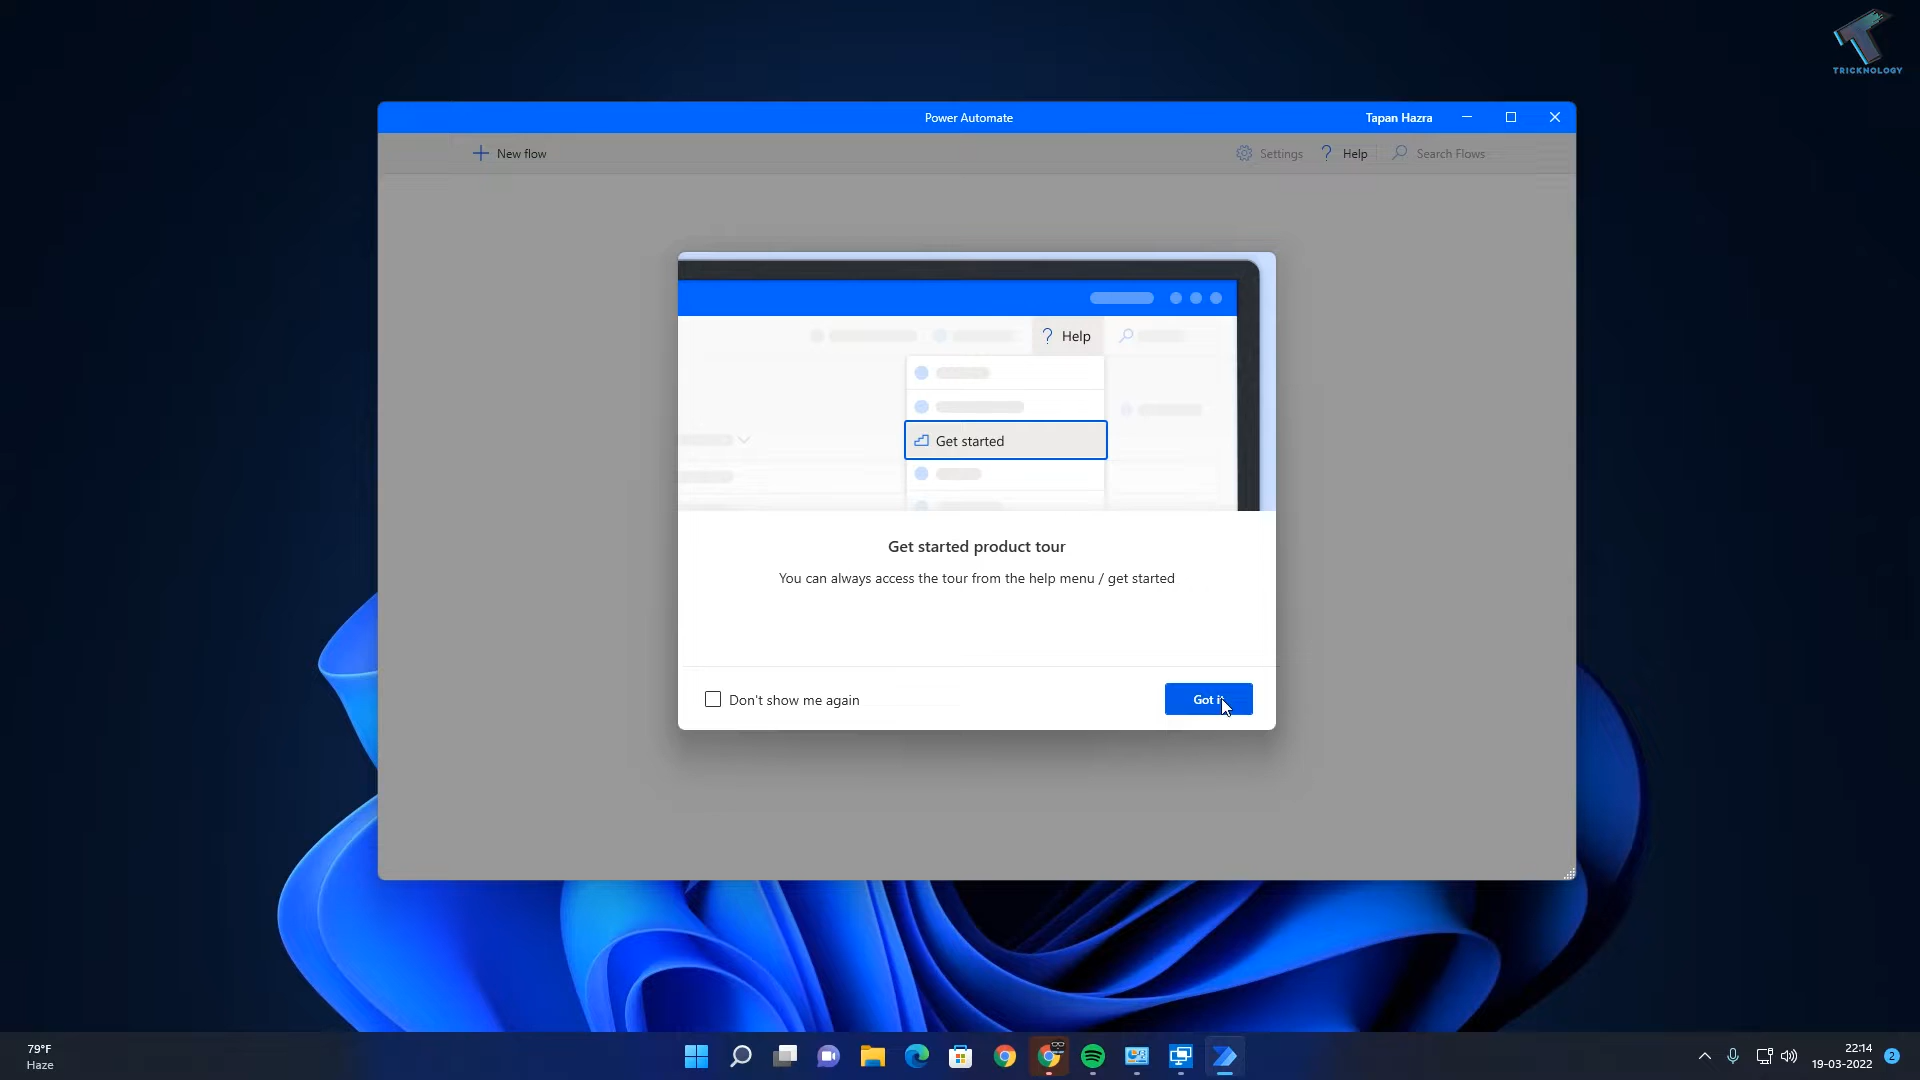 TRICKNOLOGY
Power Automate
Tapan Hazra
New flow
Settings
? Help
Search Flows
? Help
Get started
Get started product tour
You can always access the tour from the help menu / get started
Don't show me again
Got
79°F
Haze
22:14
19-03-2022
2